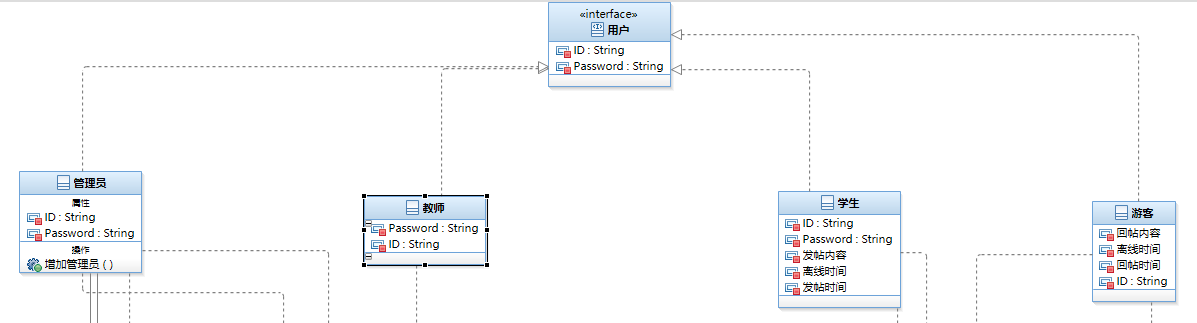 «interface»
用户
ID : String
Password : String
管理员
属性
ID : String
Password : String
操作
增加管理员 ( )
教师
Password : String
ID : String
学生
ID : String
Password : String
发帖内容
离线时间
发帖时间
游客
回帖内容
离线时间
回帖时间
ID : String